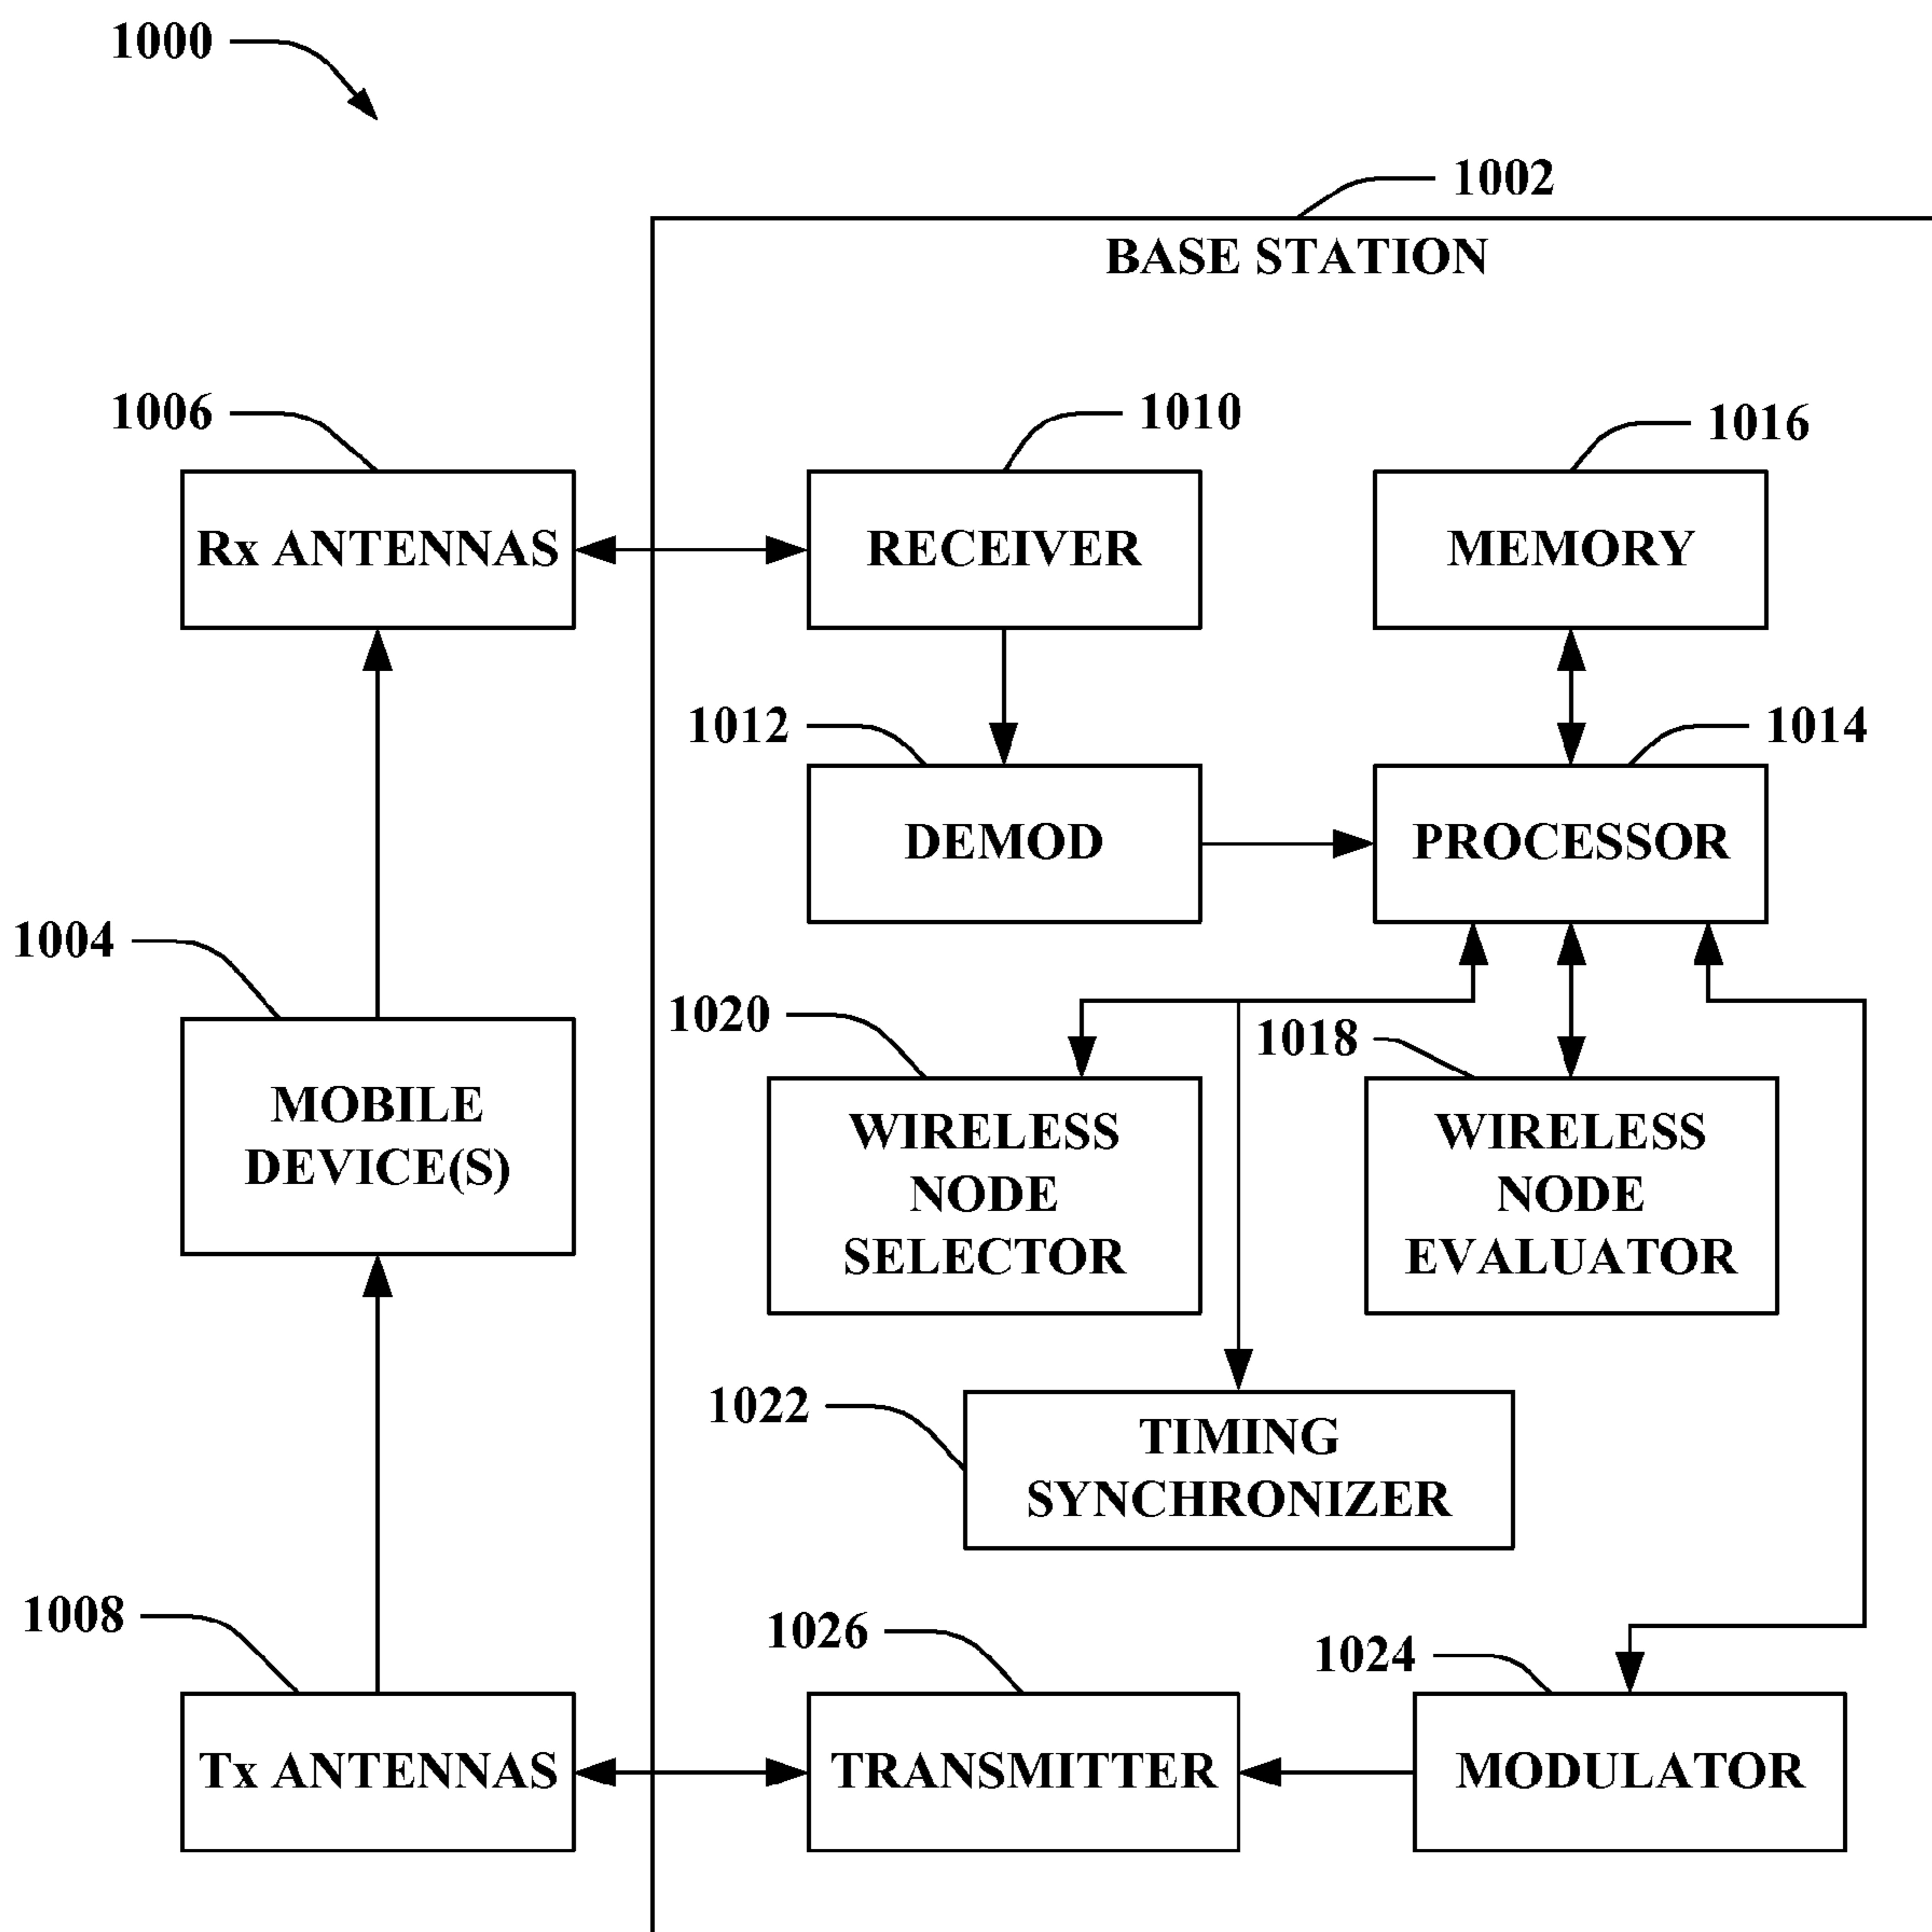 1000
1002
BASE STATION
1006
1010
1016
Rx ANTENNAS
RECEIVER
MEMORY
1012
1014
DEMOD
PROCESSOR
1004
1020
1018
MOBILE
DEVICE(S)
WIRELESS
NODE
SELECTOR
WIRELESS
NODE
EVALUATOR
1022
TIMING
SYNCHRONIZER
1008
1026
1024
Tx ANTENNAS
TRANSMITTER
MODULATOR